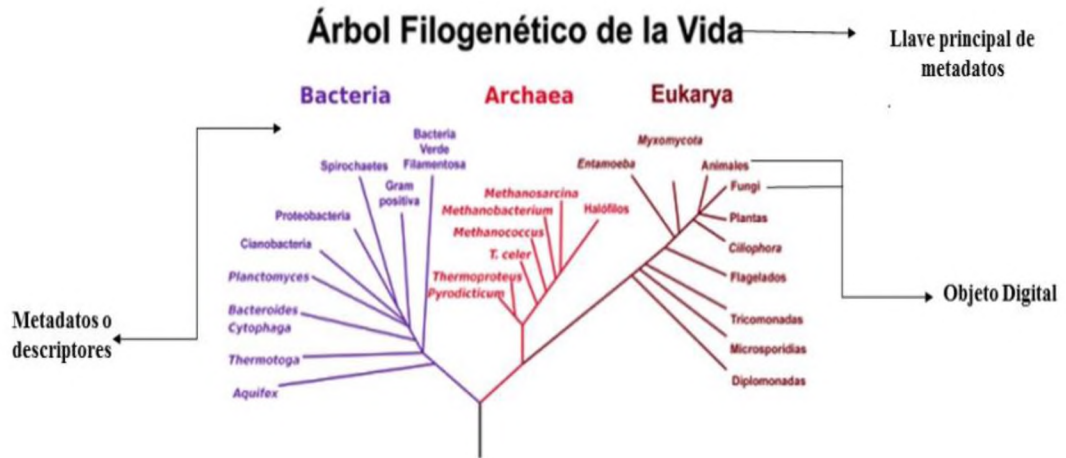 Árbol Filogenético de la Vida
Llave principal de
metadatos
Bacteria
Archaea
Eukarya
Bacteria
Verde
Filamentosa
Spirochaetes
Gram
positiva
Proteobacteria
Cianobacteria
Planctomyces
Bacteroides
Cytophaga
Thermotoga
Aquifex
Methanosarcina
Methanobacterium
Halófilos
Methanococcus
T. celer
Thermoproteus
Pyrodicticum
Myxomycota
Entamoeba
Animales
Fungi
Plantas
Ciliophora
Flagelados
Tricomonadas
Microsporidias
Diplomonadas
Metadatos o
descriptores
Objeto Digital